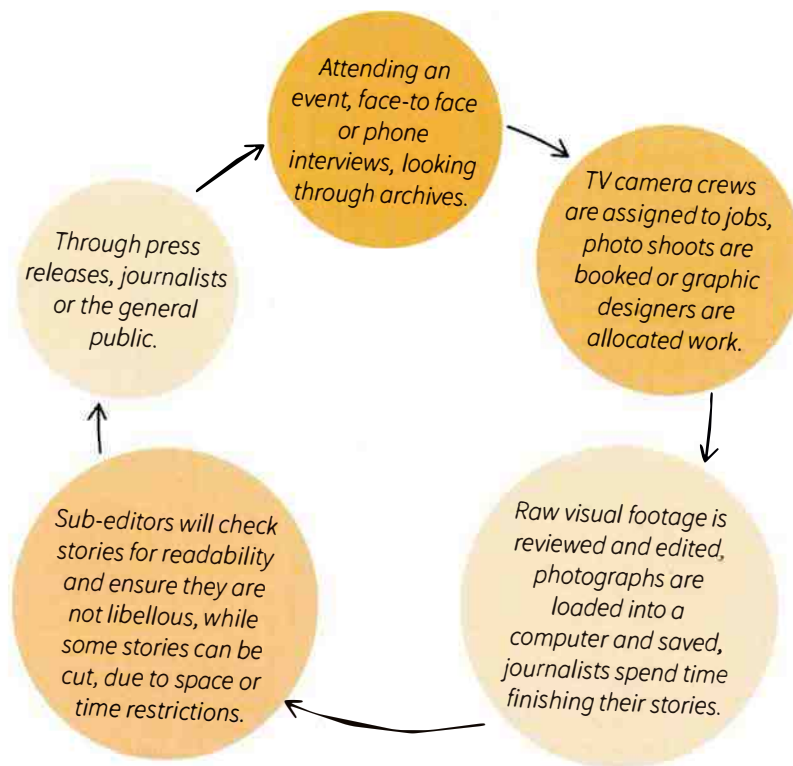 Attending an
event, face-to face
or phone
interviews, looking
through archives.
TV camera crews
are assigned to jobs,
photo shoots are
booked or graphic
designers are
allocated work.
Through press
releases, journalists
or the general
public.
Raw visual footage is
reviewed and edited,
photographs are
loaded into a
computer and saved,
journalists spend time
finishing their stories.
Sub-editors will check
stories for readability
and ensure they are
not libellous, while
some stories can be
cut, due to space or
time restrictions.